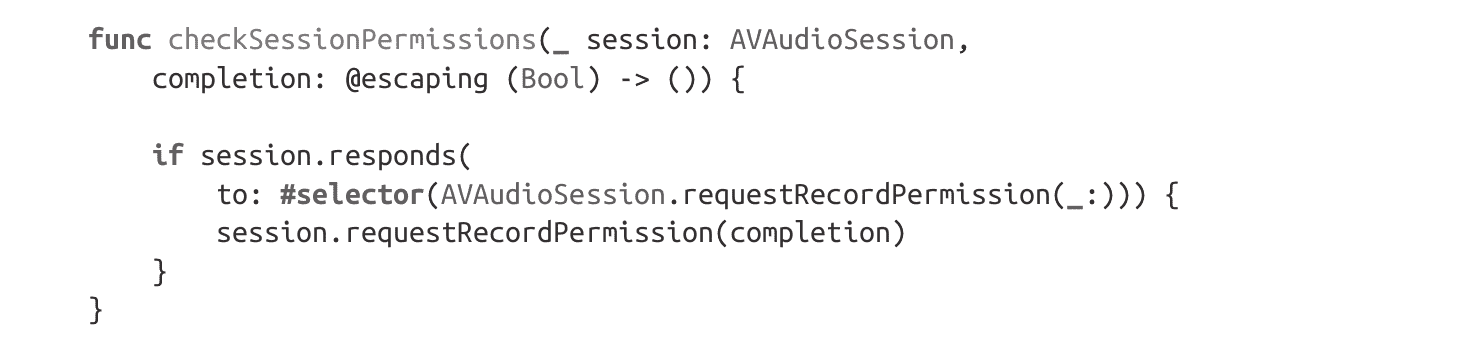 func checkSessionPermissions(_ session: AVAudioSession,
    completion: @escaping (Bool) -> ()) {

    if session.responds(
        to: #selector(AVAudioSession.requestRecordPermission(_:))) {
        session.requestRecordPermission(completion)
    }
}